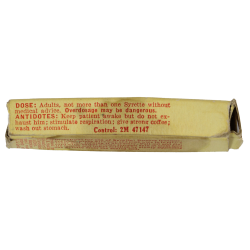 DOSE: Adults, not more than one Syrette without
medical advice. Overdosage may be dangerous.
ANTIDOTES: Keep patient awake but do not ex-
haust him; stimulate respiration; give strong coffee;
wash out stomach.
Control: 2M 47147